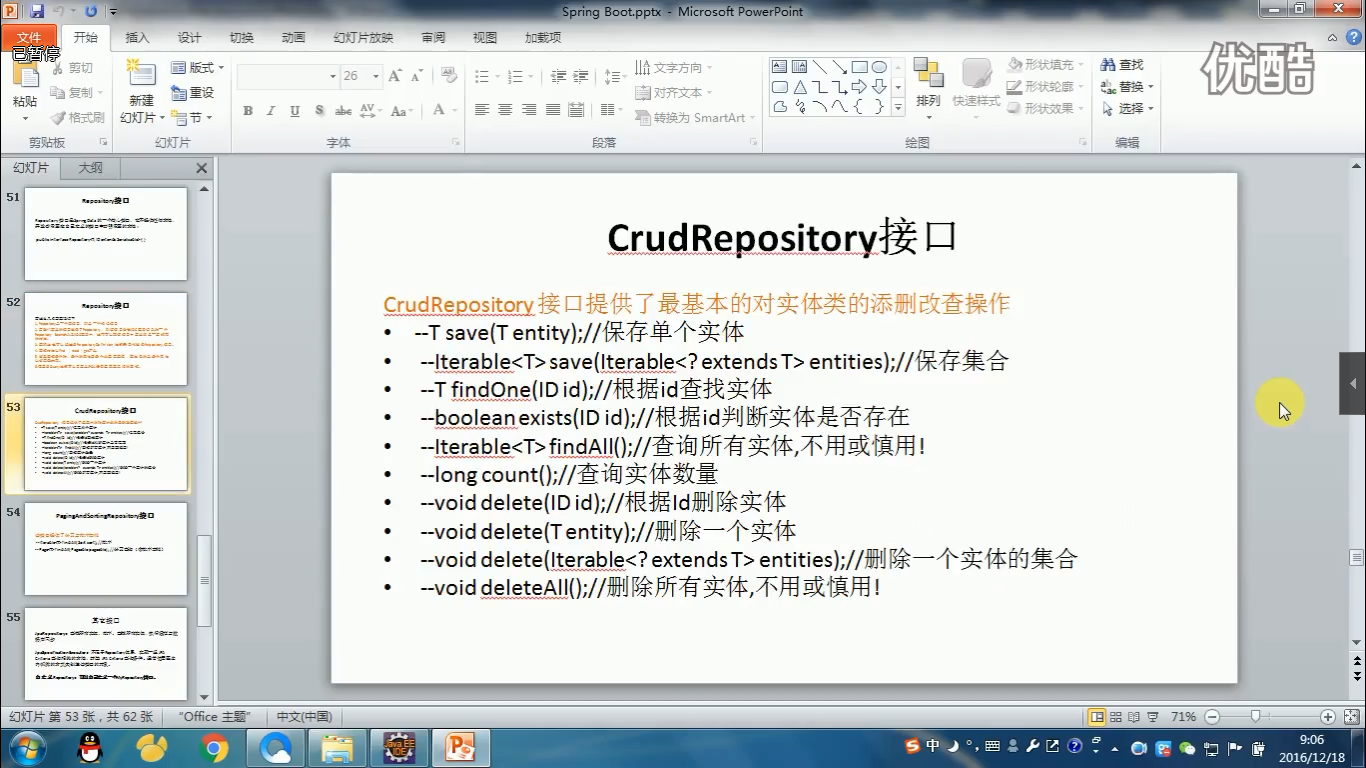 Spring Boot.pptx - Microsoft PowerPoint
文件 开始 插入 设计 切换 动画 幻灯片放映 审阅 视图 加载项
已暂停
优酷
剪切 版式 26 文字方向 形状填充 查找
复制 重设 对齐文本 形状轮廓 替换
粘贴 格式刷 新建 幻灯片 节 B I U S abc AV Aa A 转换为 SmartArt 排列 快速样式 形状效果 选择
剪贴板 幻灯片 字体 段落 绘图 编辑
幻灯片 大纲
51
Repository接口
52
Repository接口
53
CrudRepository接口
54
PagingAndSortingRepository接口
55
其它接口
CrudRepository接口
CrudRepository 接口提供了最基本的对实体类的添删改查操作
• --T save(T entity);//保存单个实体
• --Iterable<T> save(Iterable<? extends T> entities);//保存集合
• --T findOne(ID id);//根据id查找实体
• --boolean exists(ID id);//根据id判断实体是否存在
• --Iterable<T> findAll();//查询所有实体,不用或慎用!
• --long count();//查询实体数量
• --void delete(ID id);//根据Id删除实体
• --void delete(T entity);//删除一个实体
• --void delete(Iterable<? extends T> entities);//删除一个实体的集合
• --void deleteAll();//删除所有实体,不用或慎用!
幻灯片 第 53 张，共 62 张 "Office 主题" 中文(中国) 71%
Java EE IDE
中
9:06
2016/12/18